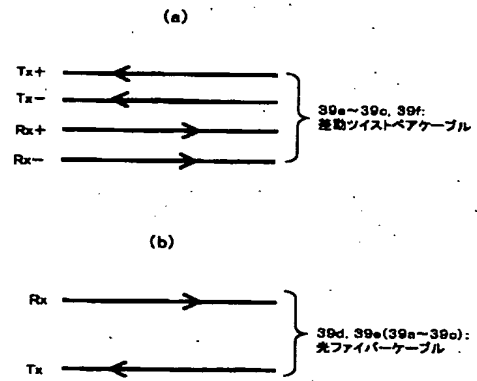 (a)
Tx+
Tx-
Rx+
Rx-
39a~39c, 39f:
差動ツイストペアケーブル
(b)
Rx
Tx
39d, 39e(39a~39c):
光ファイバーケーブル